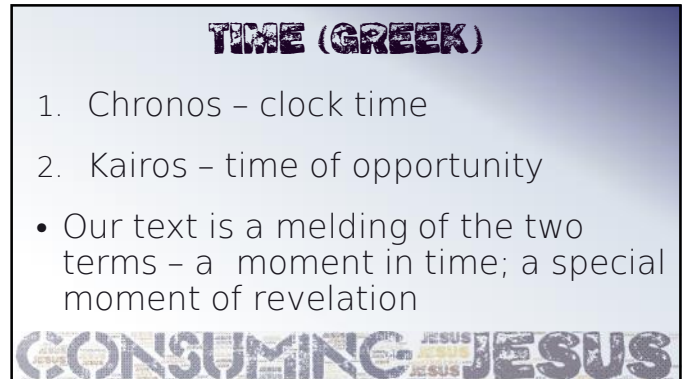 TIME (GREEK)
1. Chronos – clock time
2. Kairos – time of opportunity
• Our text is a melding of the two
terms – a  moment in time; a special
moment of revelation
CONSUMING JESUS